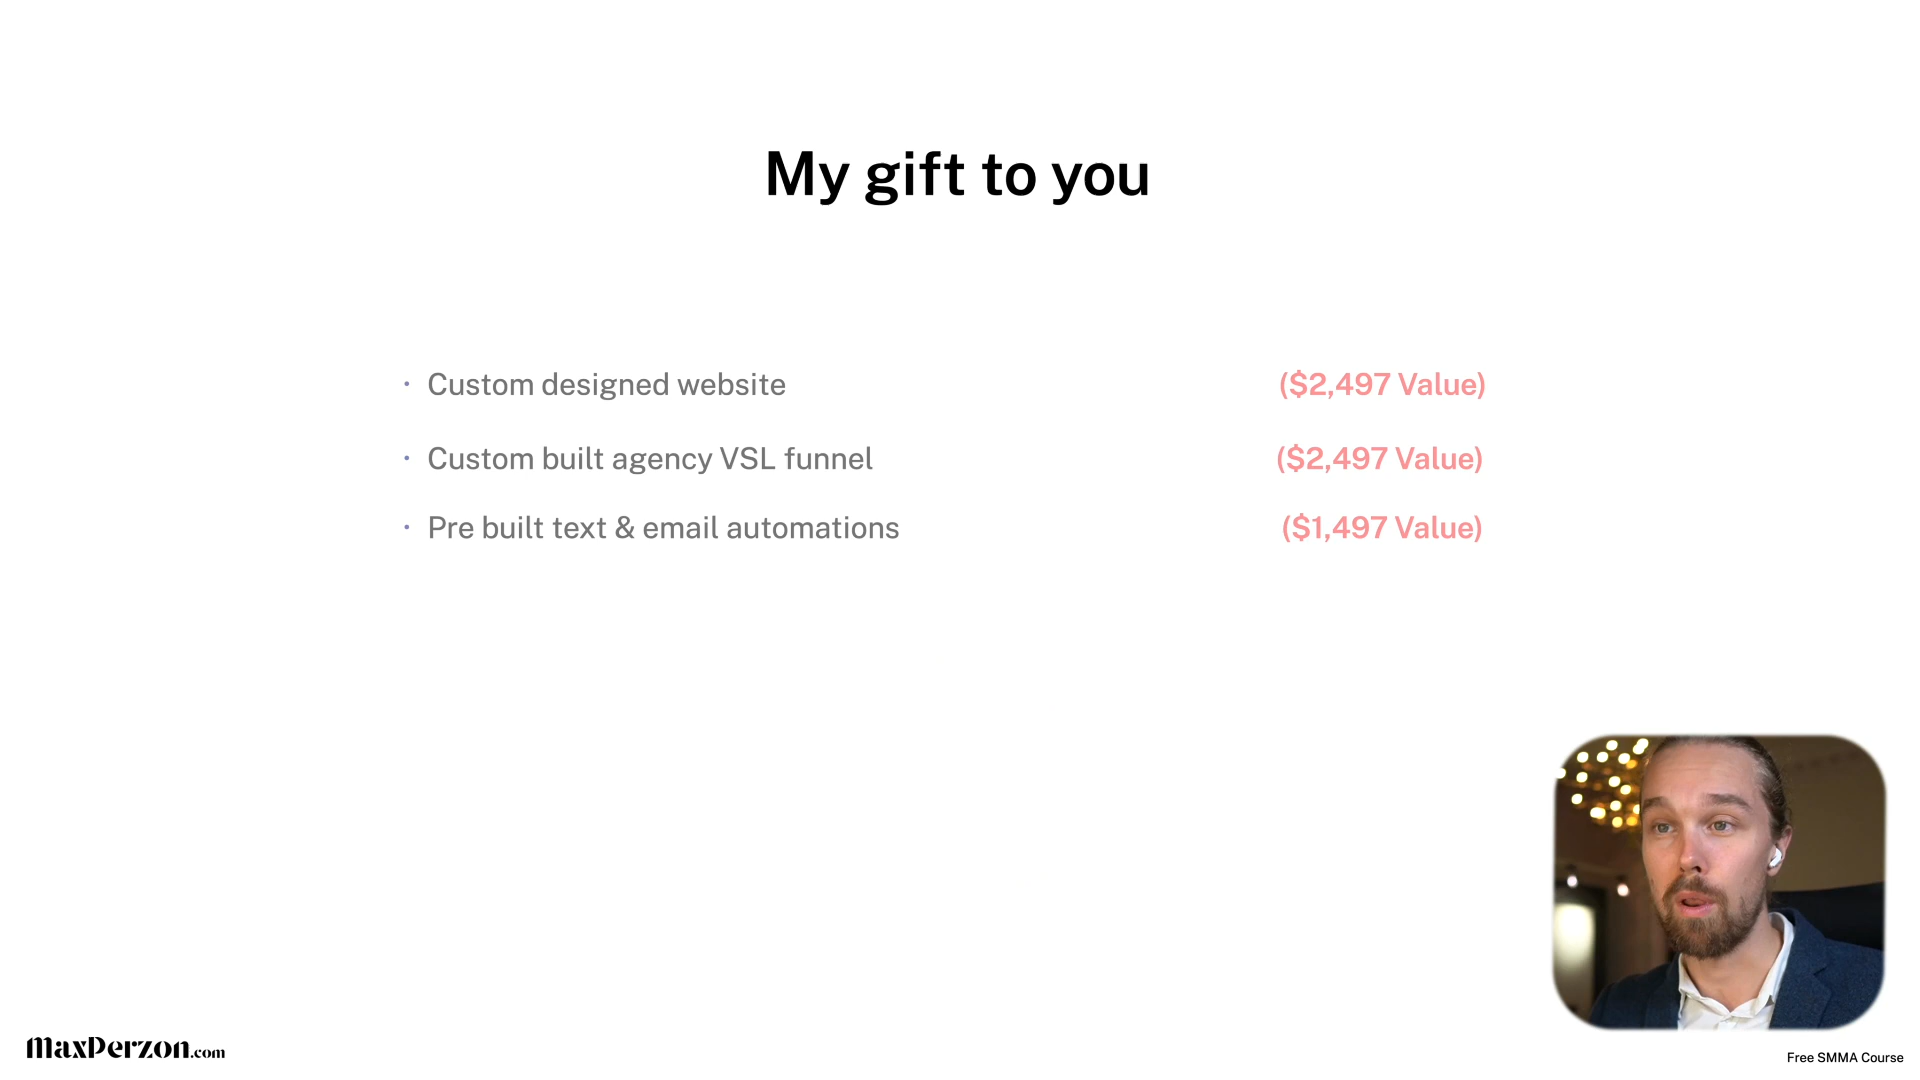 My gift to you
• Custom designed website ($2,497 Value)
• Custom built agency VSL funnel ($2,497 Value)
• Pre built text & email automations ($1,497 Value)
MaxPerzon.com
Free SMMA Course